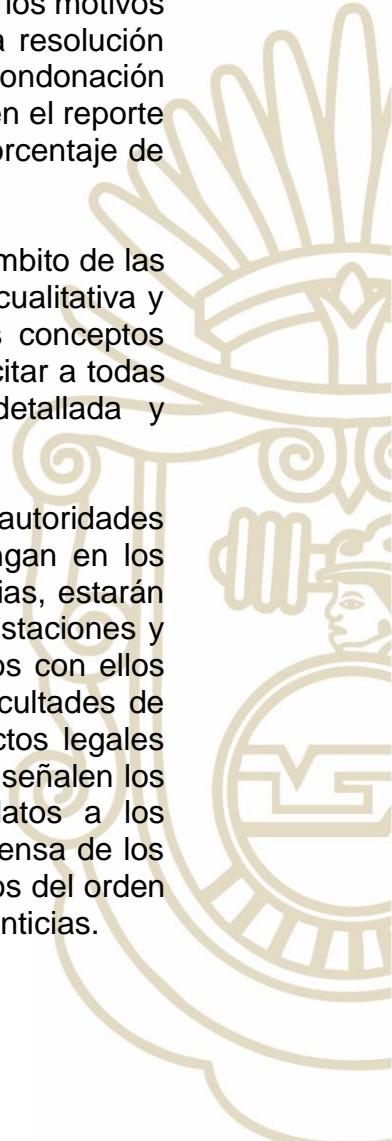 los motivos
a resolución
ondonación
en el reporte
orcentaje de
mbito de las
cualitativa y
s conceptos
citar a todas
detallada y
autoridades
ngan en los
ias, estarán
staciones y
os con ellos
cultades de
ctos legales
señalen los
latos a los
ensa de los
os del orden
nticias.